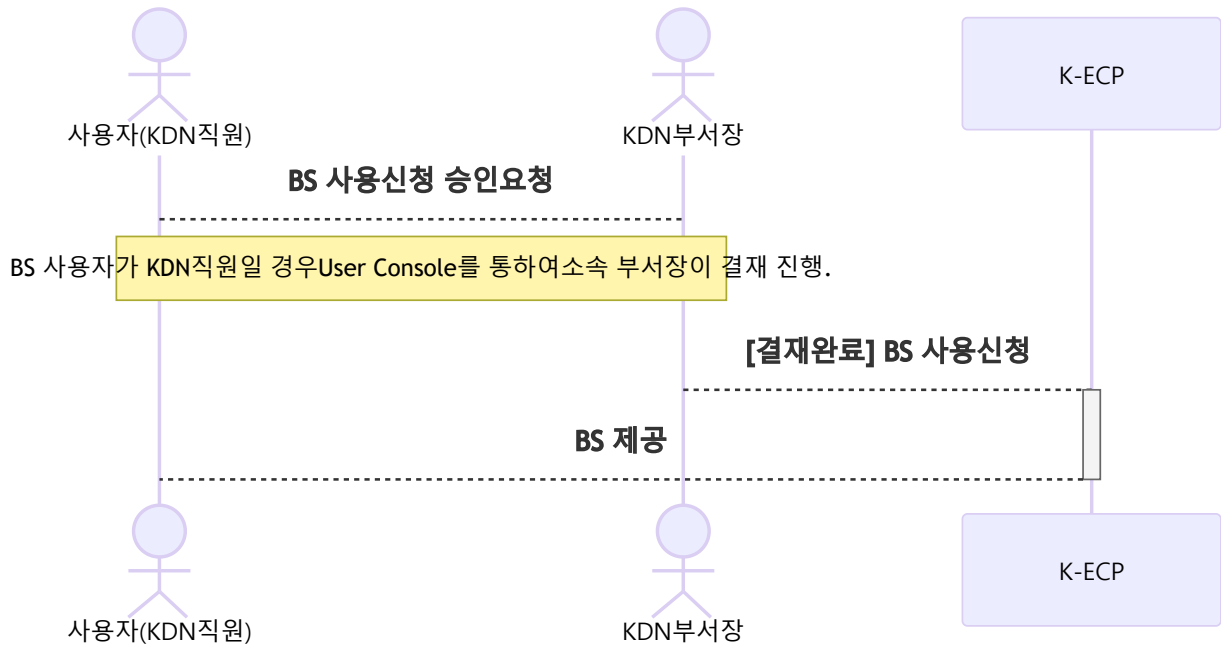 사용자(KDN직원)
KDN부서장
K-ECP
BS 사용신청 승인요청
BS 사용자가 KDN직원일 경우User Console를 통하여소속 부서장이 결재 진행.
[결재완료] BS 사용신청
BS 제공
사용자(KDN직원)
KDN부서장
K-ECP